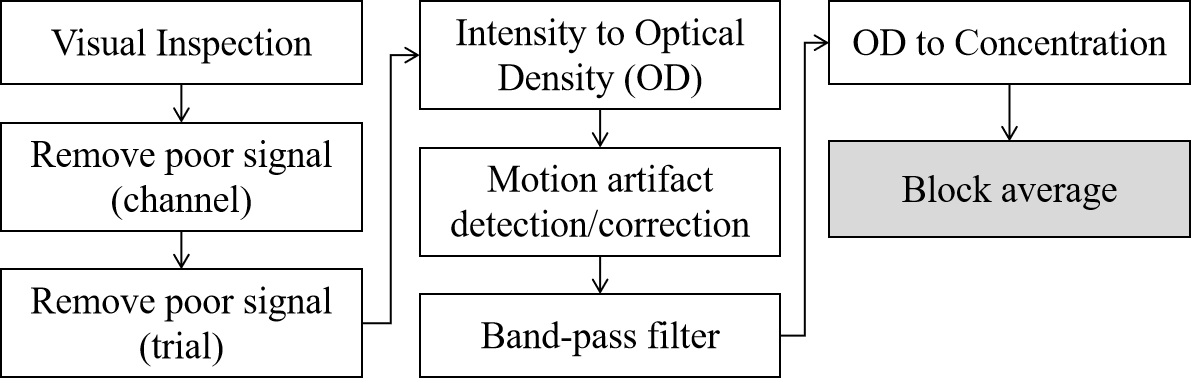 Visual Inspection
Remove poor signal
(channel)
Remove poor signal
(trial)
Intensity to Optical
Density (OD)
Motion artifact
detection/correction
Band-pass filter
OD to Concentration
Block average